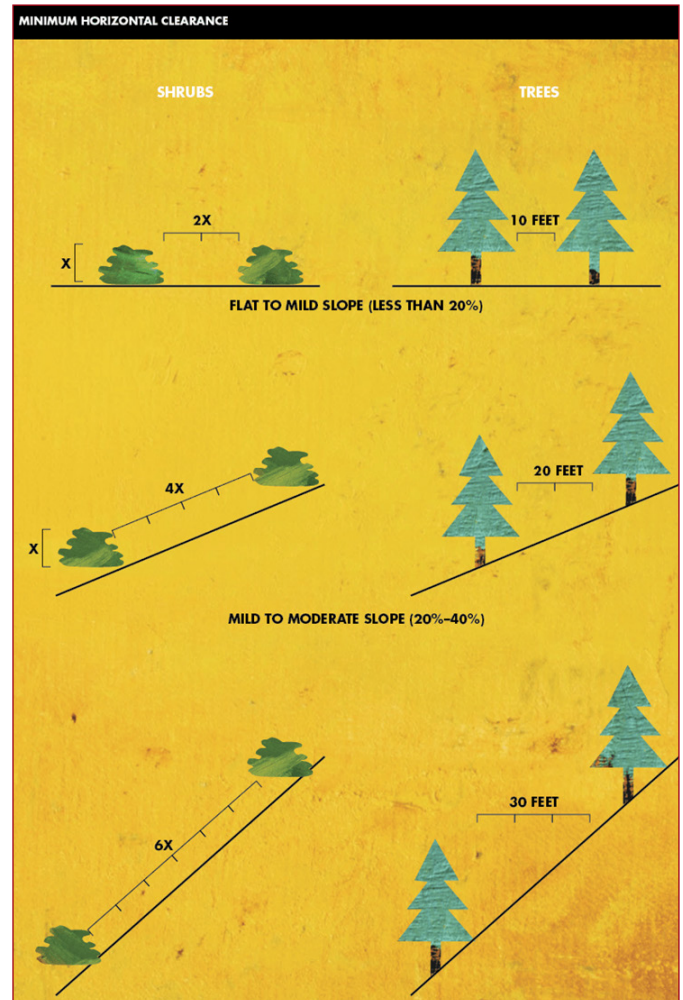 MINIMUM HORIZONTAL CLEARANCE
SHRUBS
TREES
2X
X
10 FEET
FLAT TO MILD SLOPE (LESS THAN 20%)
4X
X
20 FEET
MILD TO MODERATE SLOPE (20%–40%)
6X
30 FEET